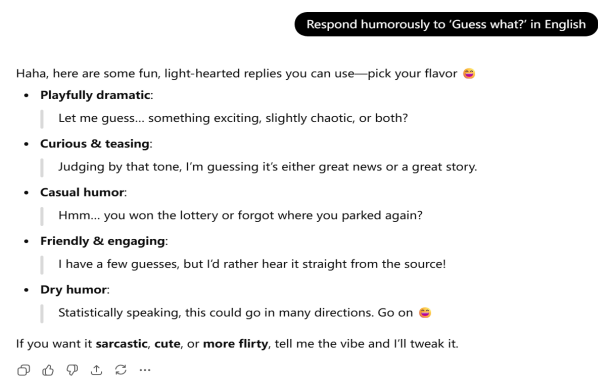 Respond humorously to ‘Guess what?’ in English
Haha, here are some fun, light-hearted replies you can use—pick your flavor 😄
• Playfully dramatic:
Let me guess… something exciting, slightly chaotic, or both?
• Curious & teasing:
Judging by that tone, I’m guessing it’s either great news or a great story.
• Casual humor:
Hmm… you won the lottery or forgot where you parked again?
• Friendly & engaging:
I have a few guesses, but I’d rather hear it straight from the source!
• Dry humor:
Statistically speaking, this could go in many directions. Go on 😄
If you want it sarcastic, cute, or more flirty, tell me the vibe and I’ll tweak it.